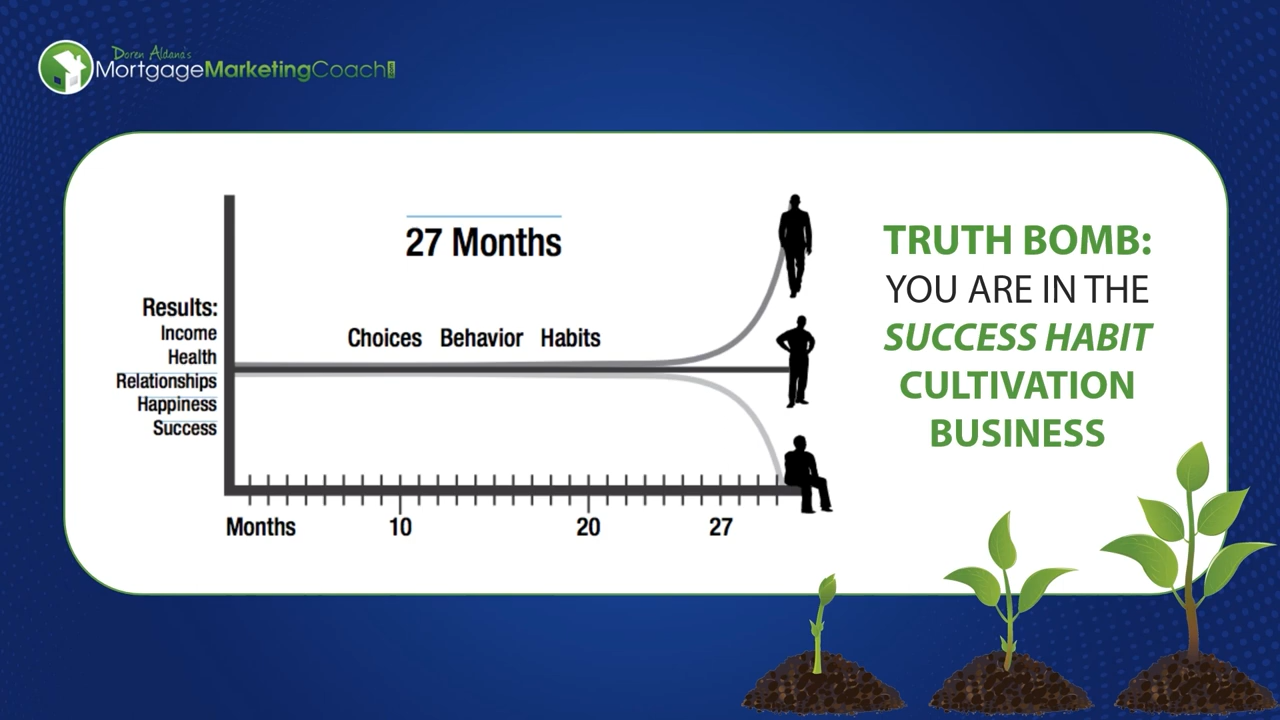 Doren Aldana's
MortgageMarketingCoach
27 Months
Results:
Income
Health
Relationships
Happiness
Success
Choices Behavior Habits
Months 10 20 27
TRUTH BOMB:
YOU ARE IN THE
SUCCESS HABIT
CULTIVATION
BUSINESS